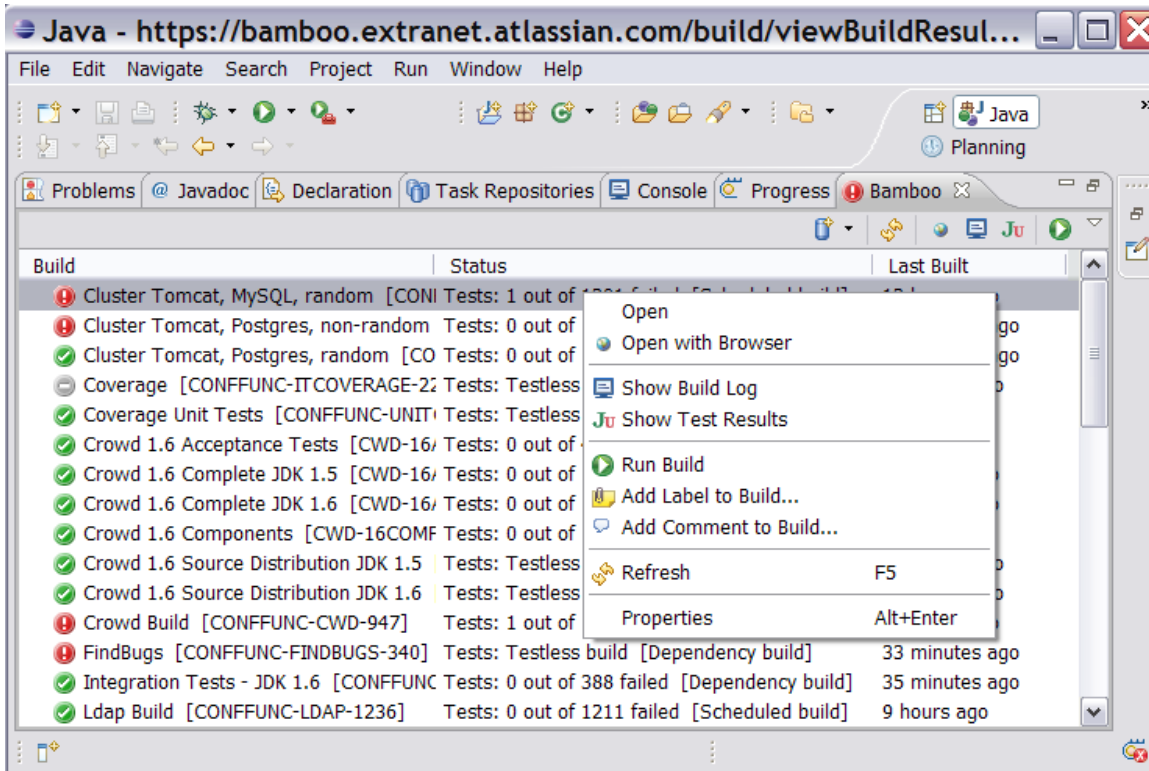 Java - https://bamboo.extranet.atlassian.com/build/viewBuildResul...
File Edit Navigate Search Project Run Window Help
Java
Planning
Problems @ Javadoc Declaration Task Repositories Console Progress Bamboo
Build Status Last Built
Cluster Tomcat, MySQL, random [CON Tests: 1 out of
Cluster Tomcat, Postgres, non-random Tests: 0 out of go
Cluster Tomcat, Postgres, random [CO Tests: 0 out of go
Coverage [CONFFUNC-ITCOVERAGE-22 Tests: Testless
Coverage Unit Tests [CONFFUNC-UNIT Tests: Testless
Crowd 1.6 Acceptance Tests [CWD-16 Tests: 0 out of
Crowd 1.6 Complete JDK 1.5 [CWD-16 Tests: 0 out of
Crowd 1.6 Complete JDK 1.6 [CWD-16 Tests: 0 out of
Crowd 1.6 Components [CWD-16COMF Tests: 0 out of
Crowd 1.6 Source Distribution JDK 1.5 Tests: Testless
Crowd 1.6 Source Distribution JDK 1.6 Tests: Testless
Crowd Build [CONFFUNC-CWD-947] Tests: 1 out of
FindBugs [CONFFUNC-FINDBUGS-340] Tests: Testless build [Dependency build] 33 minutes ago
Integration Tests - JDK 1.6 [CONFFUNC Tests: 0 out of 388 failed [Dependency build] 35 minutes ago
Ldap Build [CONFFUNC-LDAP-1236] Tests: 0 out of 1211 failed [Scheduled build] 9 hours ago
Open
Open with Browser
Show Build Log
Ju Show Test Results
Run Build
Add Label to Build...
Add Comment to Build...
Refresh F5
Properties Alt+Enter